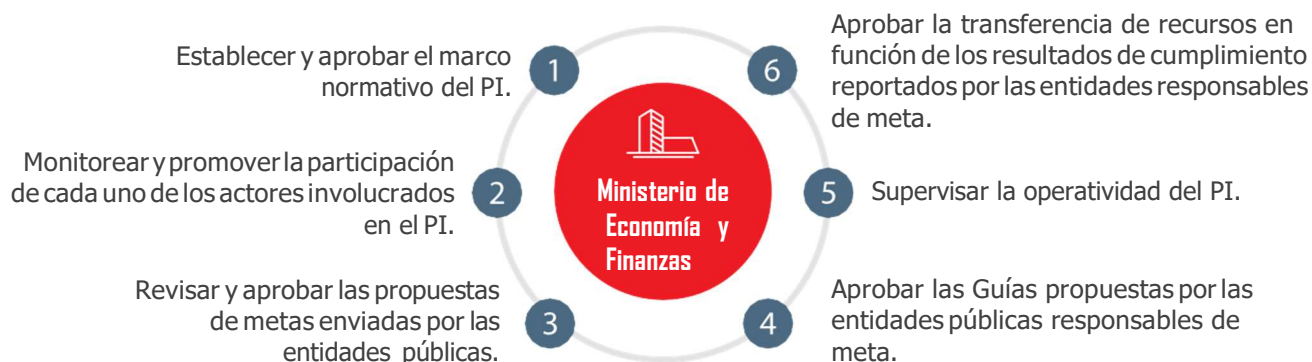 1
Establecer y aprobar el marco
normativo del PI.
2
Monitorear y promover la participación
de cada uno de los actores involucrados
en el PI.
3
Revisar y aprobar las propuestas
de metas enviadas por las
entidades públicas.
Ministerio de
Economía y
Finanzas
4
Aprobar las Guías propuestas por las
entidades públicas responsables de
meta.
5
Supervisar la operatividad del PI.
6
Aprobar la transferencia de recursos en
función de los resultados de cumplimiento
reportados por las entidades responsables
de meta.